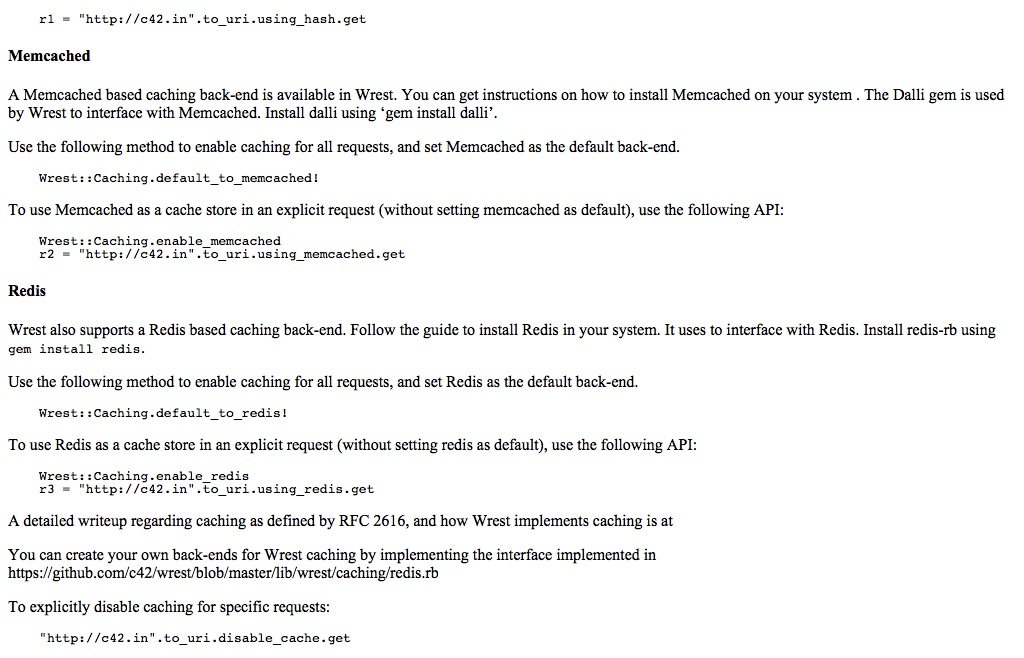 r1 = "http://c42.in".to_uri.using_hash.get
Memcached
A Memcached based caching back-end is available in Wrest. You can get instructions on how to install Memcached on your system . The Dalli gem is used
by Wrest to interface with Memcached. Install dalli using ‘gem install dalli’.
Use the following method to enable caching for all requests, and set Memcached as the default back-end.
Wrest::Caching.default_to_memcached!
To use Memcached as a cache store in an explicit request (without setting memcached as default), use the following API:
Wrest::Caching.enable_memcached
r2 = "http://c42.in".to_uri.using_memcached.get
Redis
Wrest also supports a Redis based caching back-end. Follow the guide to install Redis in your system. It uses to interface with Redis. Install redis-rb using
gem install redis.
Use the following method to enable caching for all requests, and set Redis as the default back-end.
Wrest::Caching.default_to_redis!
To use Redis as a cache store in an explicit request (without setting redis as default), use the following API:
Wrest::Caching.enable_redis
r3 = "http://c42.in".to_uri.using_redis.get
A detailed writeup regarding caching as defined by RFC 2616, and how Wrest implements caching is at
You can create your own back-ends for Wrest caching by implementing the interface implemented in
https://github.com/c42/wrest/blob/master/lib/wrest/caching/redis.rb
To explicitly disable caching for specific requests:
"http://c42.in".to_uri.disable_cache.get